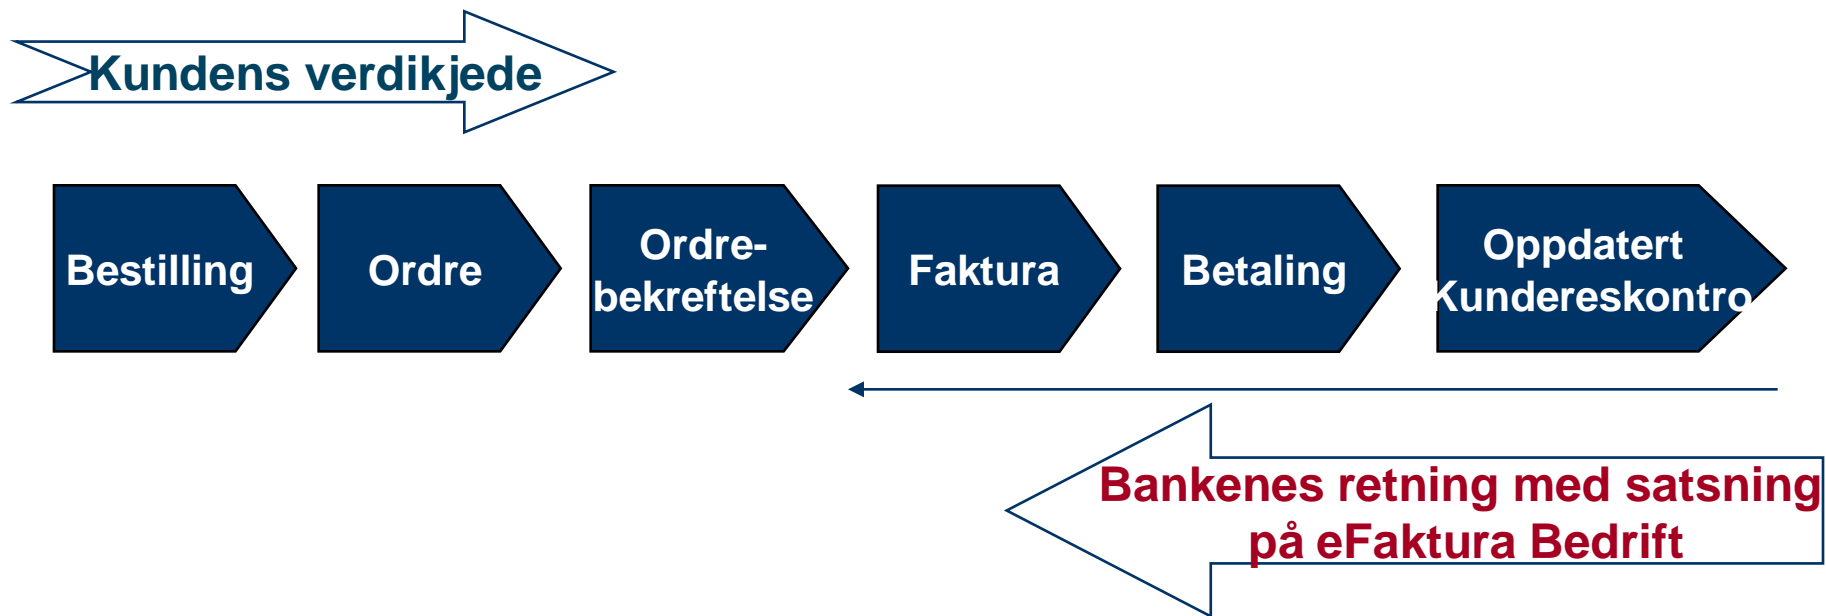 Kundens verdikjede
Bestilling
Ordre
Ordre-
bekreftelse
Faktura
Betaling
Oppdatert
Kundereskontro
Bankenes retning med satsning
på eFaktura Bedrift